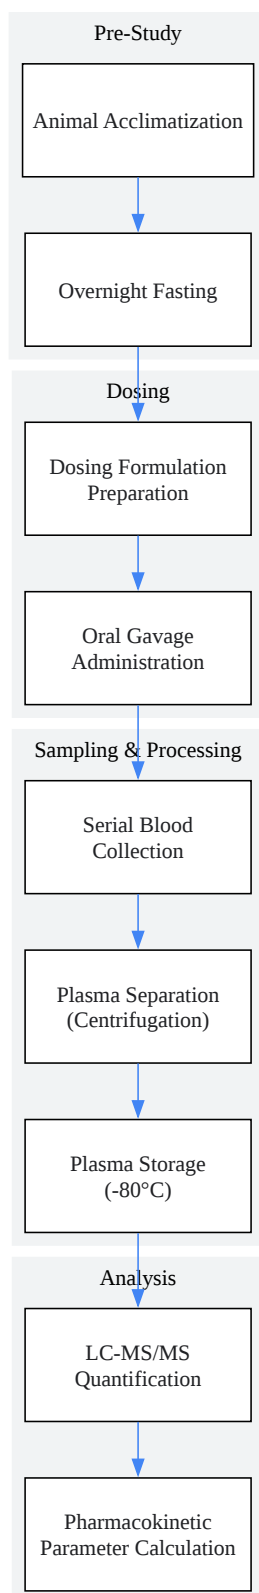 Pre-Study
Animal Acclimatization
Overnight Fasting
Dosing
Dosing Formulation
Preparation
Oral Gavage
Administration
Sampling & Processing
Serial Blood
Collection
Plasma Separation
(Centrifugation)
Plasma Storage
(-80°C)
Analysis
LC-MS/MS
Quantification
Pharmacokinetic
Parameter Calculation